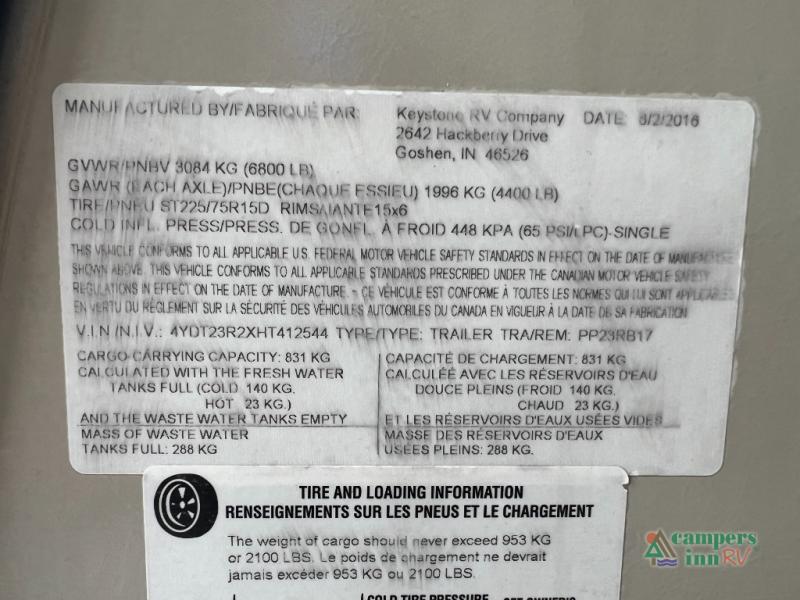 MANUFACTURED BY/FABRIQUÉ PAR: Keystone RV Company DATE: 8/2/2016
2642 Hackberry Drive
Goshen, IN 46526
GVWR/PNBV 3084 KG (6800 LB)
GAWR (EACH AXLE)/PNBE(CHAQUE ESSIEU) 1996 KG (4400 LB)
TIRE/PNEU ST225/75R15D RIMS/JANTE15x6
COLD INFL. PRESS/PRESS. DE GONFL. À FROID 448 KPA (65 PSI/LPC)-SINGLE
THIS VEHICLE CONFORMS TO ALL APPLICABLE U.S. FEDERAL MOTOR VEHICLE SAFETY STANDARDS IN EFFECT ON THE DATE OF MANUFACTURE
SHOWN ABOVE. THIS VEHICLE CONFORMS TO ALL APPLICABLE STANDARDS PRESCRIBED UNDER THE CANADIAN MOTOR VEHICLE SAFETY
REGULATIONS IN EFFECT ON THE DATE OF MANUFACTURE. - CE VÉHICULE EST CONFORME À TOUTES LES NORMES QUI LUI SONT APPLICABLES
EN VERTU DU RÈGLEMENT SUR LA SÉCURITÉ DES VÉHICULES AUTOMOBILES DU CANADA EN VIGUEUR À LA DATE DE SA FABRICATION
V.I.N./N.I.V.: 4YDT23R2XHT412544 TYPE/TYPE: TRAILER TRA/REM: PP23RB17
CARGO CARRYING CAPACITY: 831 KG
CALCULATED WITH THE FRESH WATER
TANKS FULL (COLD 140 KG.
HOT 23 KG.)
AND THE WASTE WATER TANKS EMPTY
MASS OF WASTE WATER
TANKS FULL: 288 KG
CAPACITÉ DE CHARGEMENT: 831 KG
CALCULÉE AVEC LES RÉSERVOIRS D'EAU
DOUCE PLEINS (FROID 140 KG.
CHAUD 23 KG.)
ET LES RÉSERVOIRS D'EAUX USÉES VIDES
MASSE DES RÉSERVOIRS D'EAUX
USÉES PLEINS: 288 KG.
TIRE AND LOADING INFORMATION
RENSEIGNEMENTS SUR LES PNEUS ET LE CHARGEMENT
The weight of cargo should never exceed 953 KG
or 2100 LBS. Le poids de chargement ne devrait
jamais excéder 953 KG ou 2100 LBS.
COLD TIRE PRESSURE SEE OWNER'S
campers
inn RV